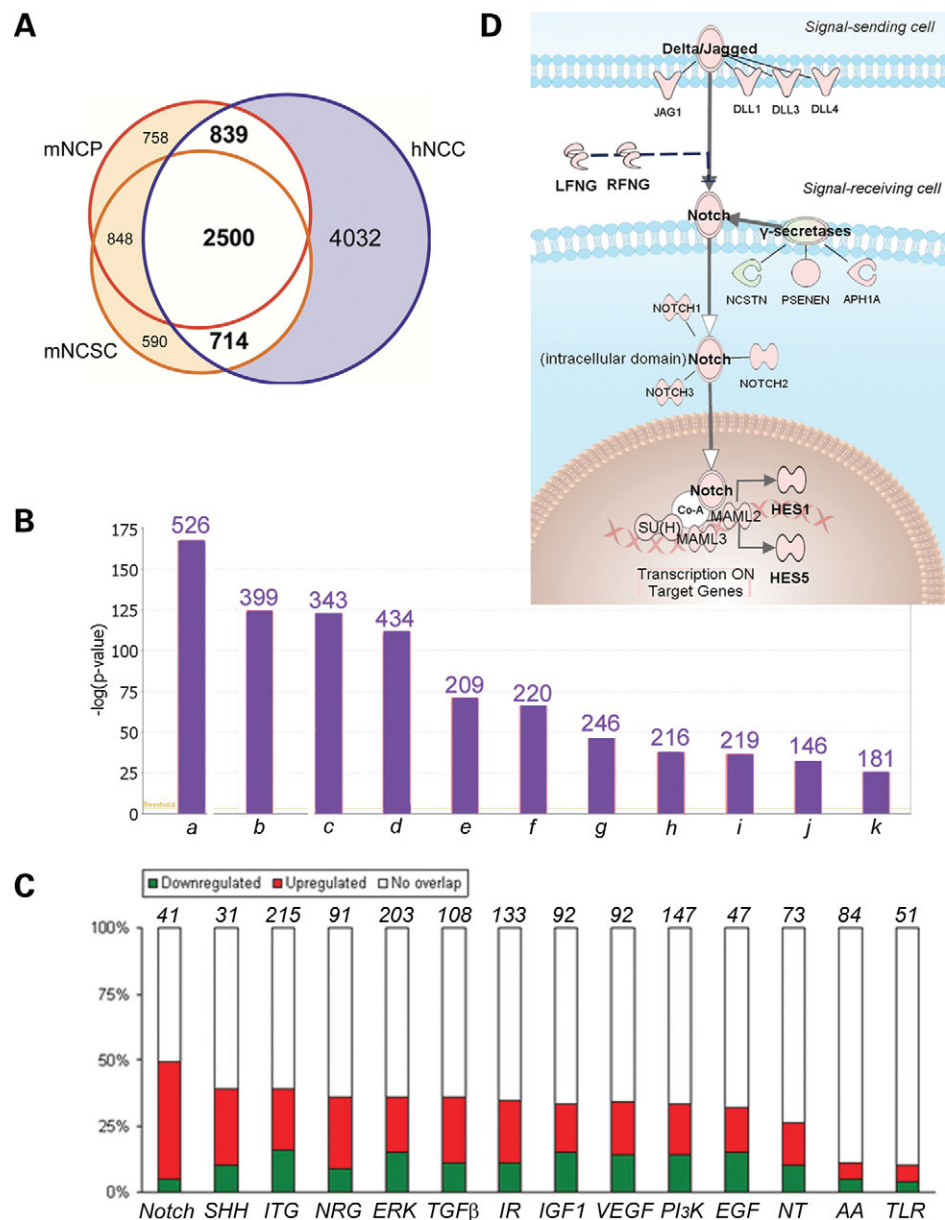 A
mNCP
758
839
hNCC
848
2500
4032
mNCSC
590
714
D
Signal-sending cell
Delta/Jagged
JAG1
DLL1
DLL3
DLL4
LFNG
RFNG
Signal-receiving cell
Notch
γ-secretases
NCSTN
PSENEN
APH1A
NOTCH1
(intracellular domain)
Notch
NOTCH2
NOTCH3
Notch
Co-A
MAML2
HES1
SU(H)
MAML3
HES5
Transcription ON
Target Genes
B
-log(p-value)
175
150
125
100
75
50
25
0
Threshold
526
399
343
434
209
220
246
216
219
146
181
a b c d e f g h i j k
C
Downregulated Upregulated No overlap
41 31 215 91 203 108 133 92 92 147 47 73 84 51
100%
75%
50%
25%
0%
Notch SHH ITG NRG ERK TGFβ IR IGF1 VEGF PI3K EGF NT AA TLR